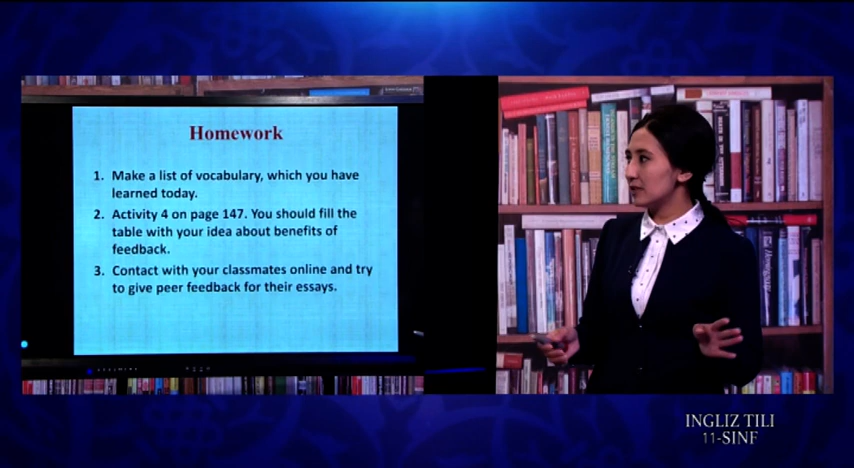 Homework
1. Make a list of vocabulary, which you have
learned today.
2. Activity 4 on page 147. You should fill the
table with your idea about benefits of
feedback.
3. Contact with your classmates online and try
to give peer feedback for their essays.
INGLIZ TILI
11-SINF